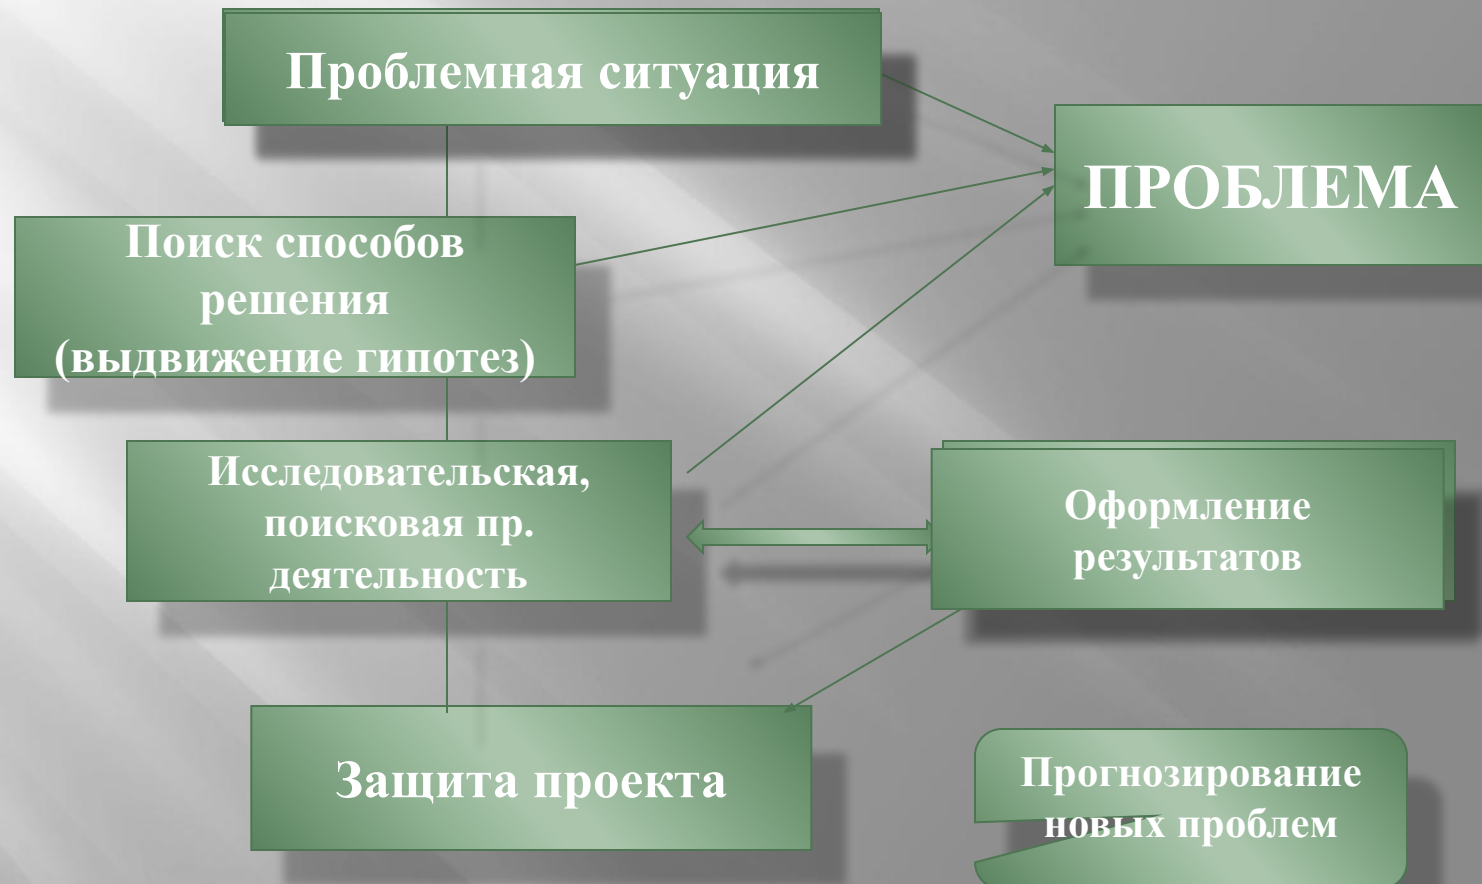 Проблемная ситуация
ПРОБЛЕМА
Поиск способов
решения
(выдвижение гипотез)
Исследовательская,
поисковая пр.
деятельность
Оформление
результатов
Защита проекта
Прогнозирование
новых проблем